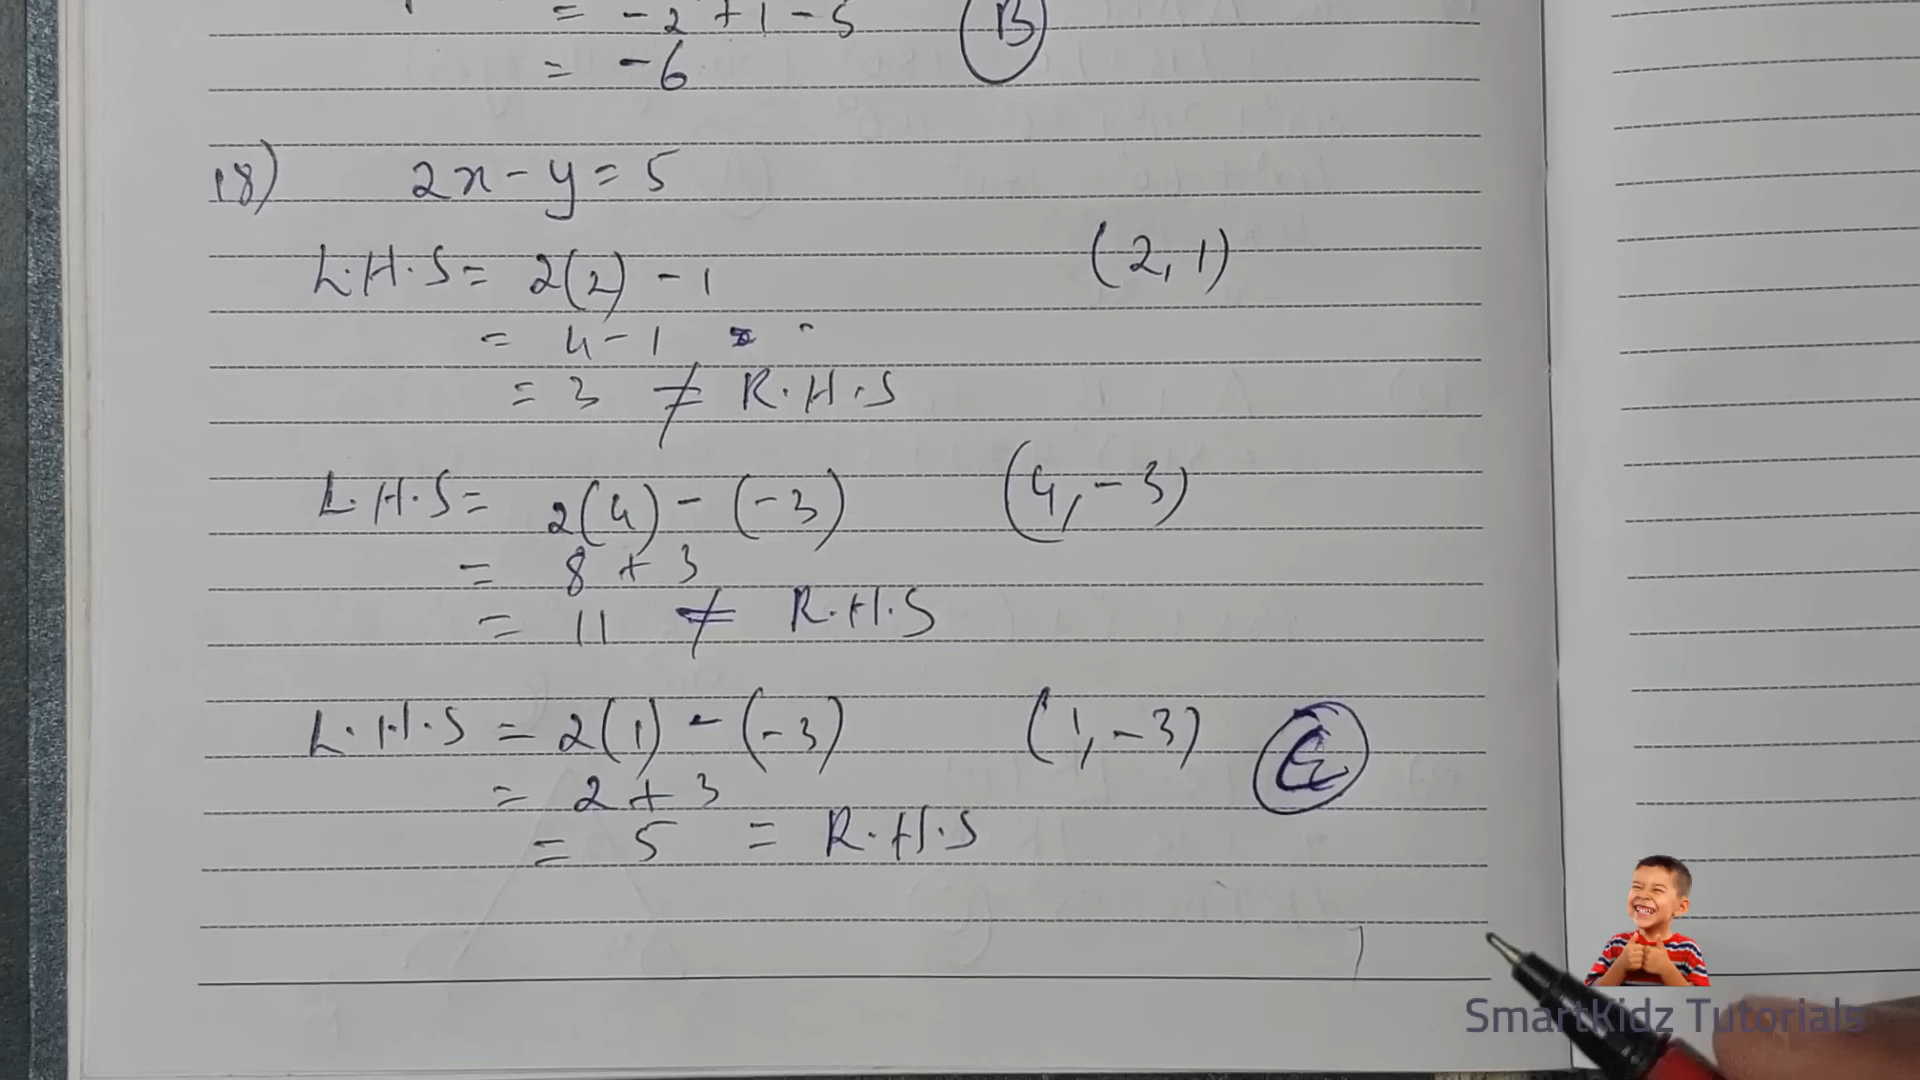 = -2 + 1 - 5 B
= -6
18) 2x - y = 5
L.H.S = 2(2) - 1 (2, 1)
= 4 - 1
= 3 ≠ R.H.S
L.H.S = 2(4) - (-3) (4, -3)
= 8 + 3
= 11 ≠ R.H.S
L.H.S = 2(1) - (-3) (1, -3) C
= 2 + 3
= 5 = R.H.S
SmartKidz Tutorials